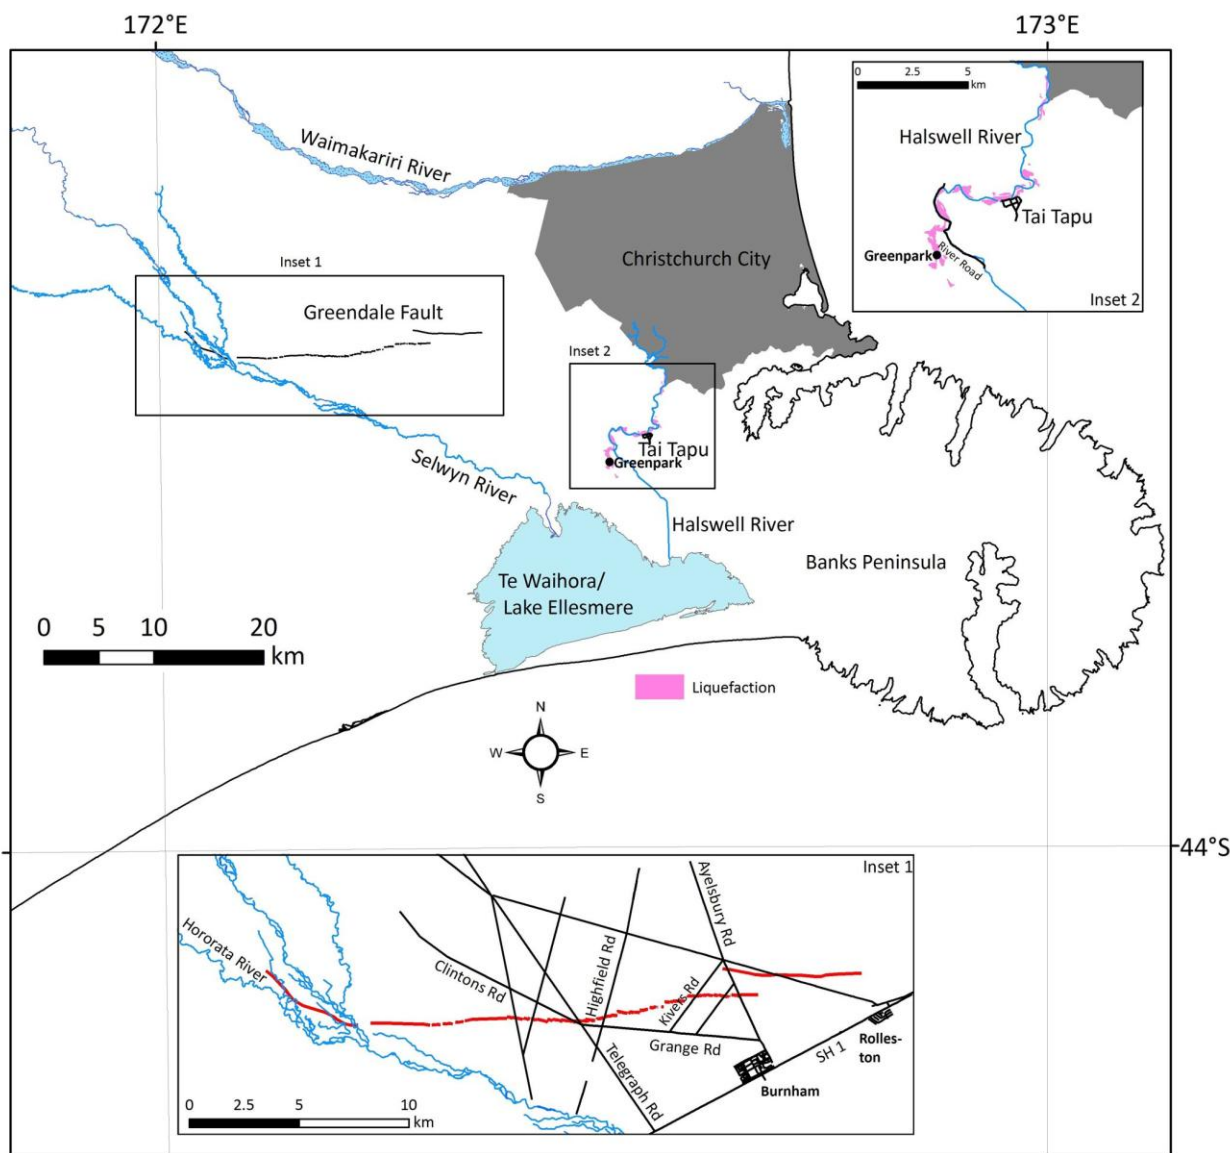 172°E
173°E
0
2.5
5
km
Halswell River
Waimakariri River
Tai Tapu
Greenpark
River Road
Inset 2
Christchurch City
Inset 1
Greendale Fault
Inset 2
Tai Tapu
Greenpark
Selwyn River
Halswell River
Te Waihora/
Lake Ellesmere
Banks Peninsula
0
5
10
20
km
Liquefaction
N
W
E
S
44°S
Inset 1
Ayelsbury Rd
Hororata River
Highfield Rd
Clintons Rd
Kivers Rd
Grange Rd
Telegraph Rd
SH 1
Rolles-
ton
Burnham
0
2.5
5
10
km